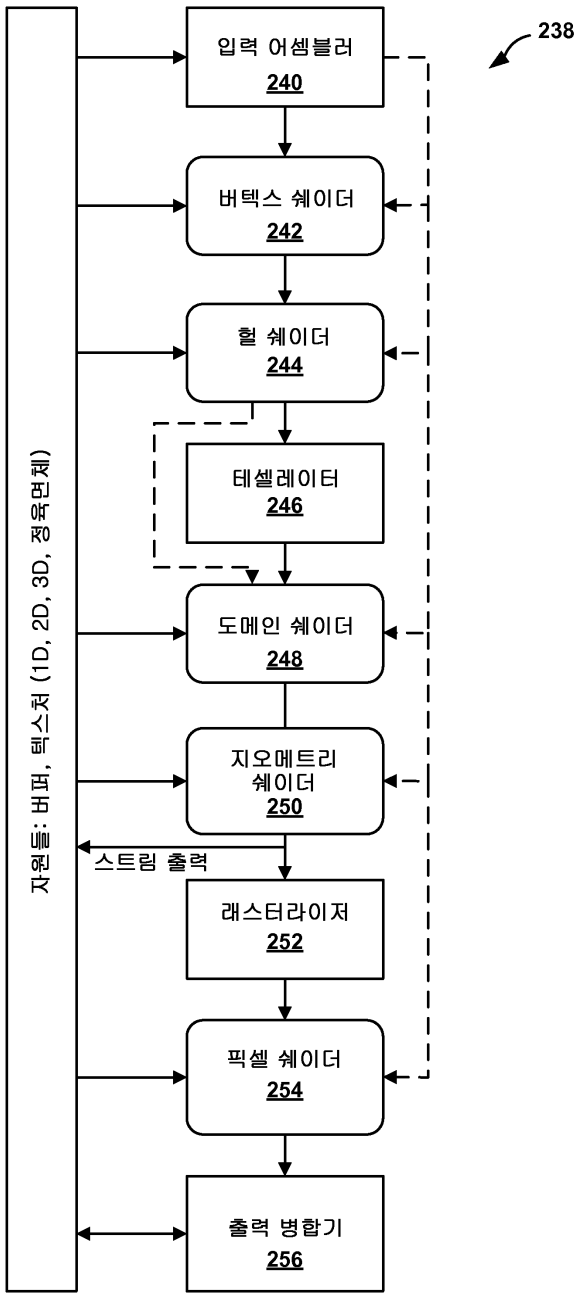 238
입력 어셈블러
240
버텍스 쉐이더
242
헐 쉐이더
244
테셀레이터
246
도메인 쉐이더
248
지오메트리
쉐이더
250
스트림 출력
래스터라이저
252
픽셀 쉐이더
254
출력 병합기
256
자원들: 버퍼, 텍스처 (1D, 2D, 3D, 정육면체)